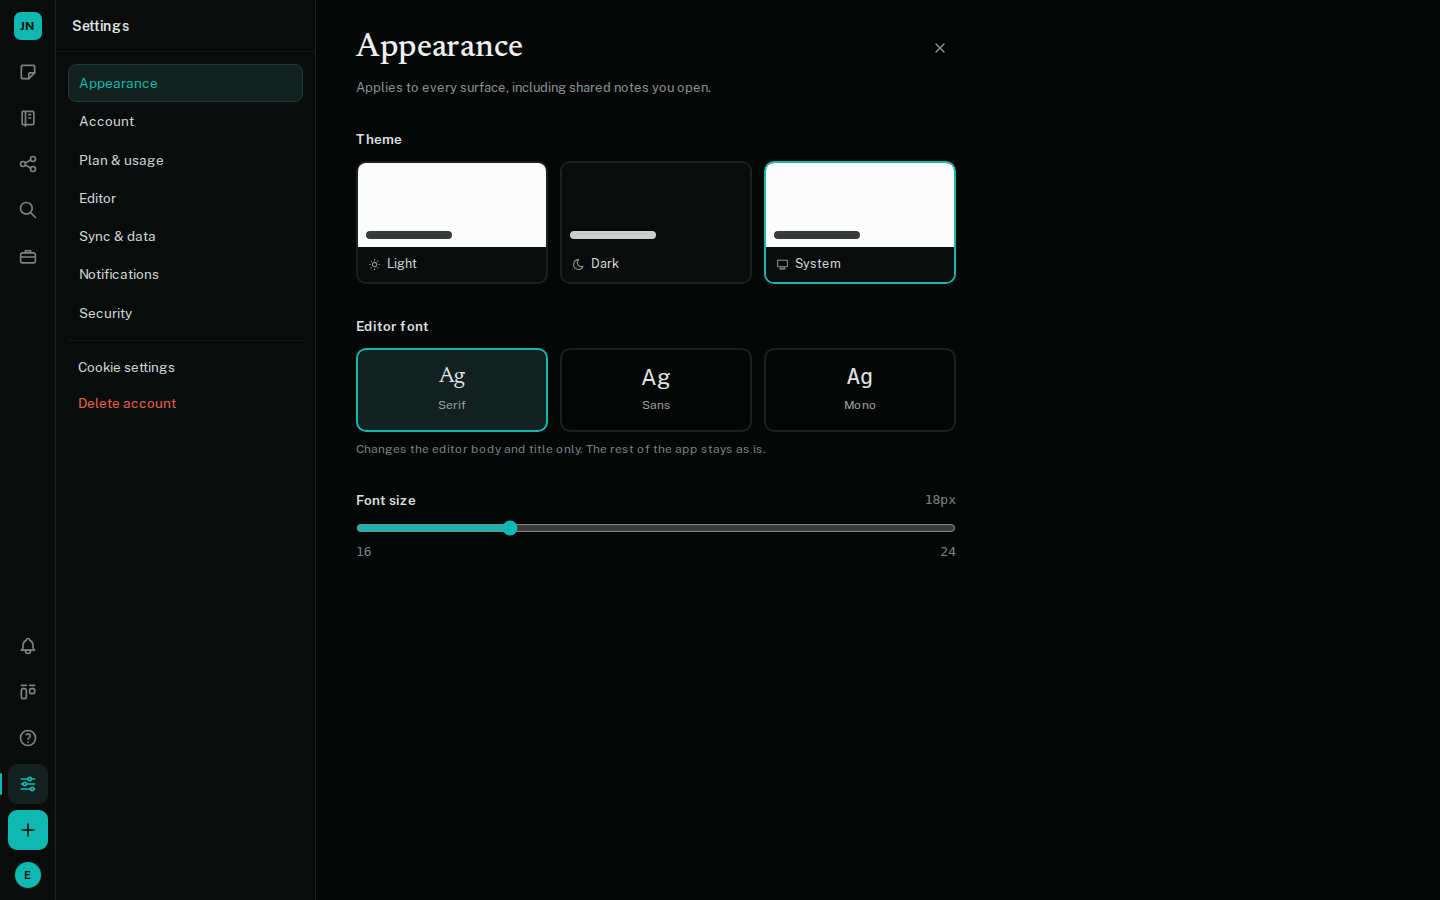 JN
Settings
Appearance
Account
Plan & usage
Editor
Sync & data
Notifications
Security
Cookie settings
Delete account
E
Appearance
Applies to every surface, including shared notes you open.
Theme
Light
Dark
System
Editor font
Ag
Serif
Ag
Sans
Ag
Mono
Changes the editor body and title only. The rest of the app stays as is.
Font size
18px
16
24